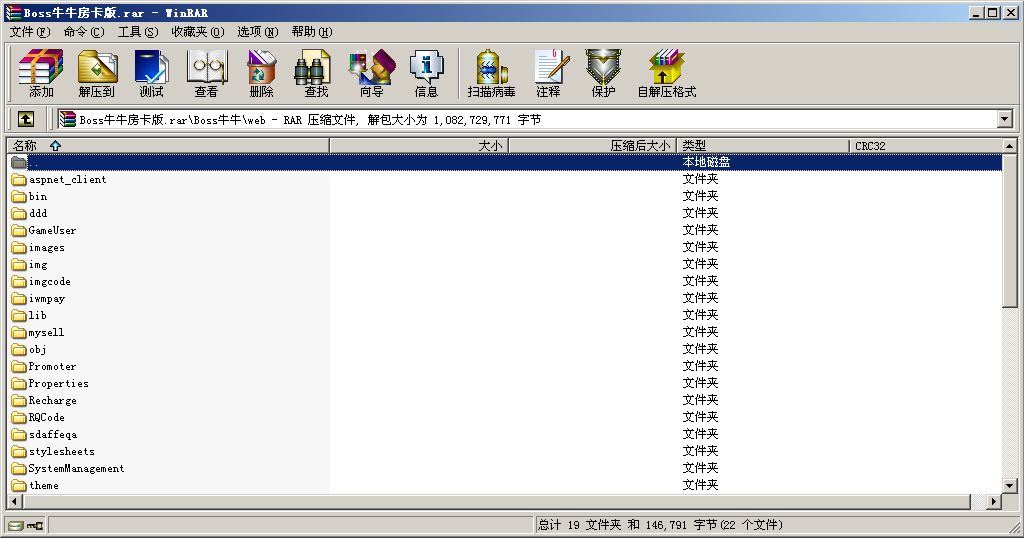 Boss牛牛房卡版.rar - WinRAR
文件(F) 命令(C) 工具(S) 收藏夹(O) 选项(N) 帮助(H)
添加 解压到 测试 查看 删除 查找 向导 信息 扫描病毒 注释 保护 自解压格式
Boss牛牛房卡版.rar\Boss牛牛\web - RAR 压缩文件, 解包大小为 1,082,729,771 字节
名称 大小 压缩后大小 类型 CRC32
.. 本地磁盘
aspnet_client 文件夹
bin 文件夹
ddd 文件夹
GameUser 文件夹
images 文件夹
img 文件夹
imgcode 文件夹
iwmpay 文件夹
lib 文件夹
mysell 文件夹
obj 文件夹
Promoter 文件夹
Properties 文件夹
Recharge 文件夹
RQCode 文件夹
sdaffeqa 文件夹
stylesheets 文件夹
SystemManagement 文件夹
theme 文件夹
总计 19 文件夹 和 146,791 字节(22 个文件)